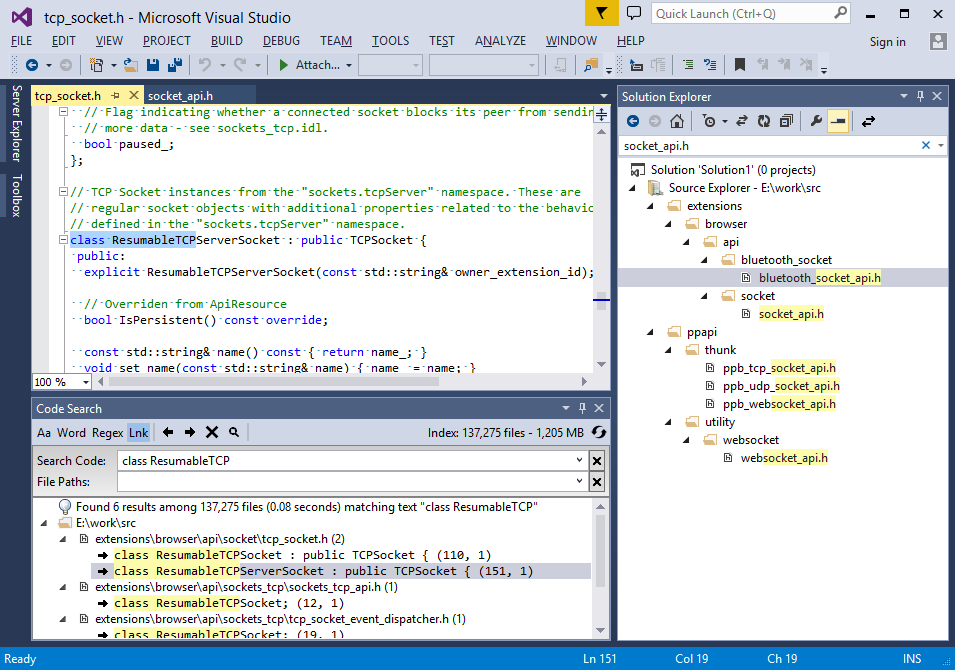 tcp_socket.h - Microsoft Visual Studio
Quick Launch (Ctrl+Q)
FILE EDIT VIEW PROJECT BUILD DEBUG TEAM TOOLS TEST ANALYZE WINDOW HELP
Sign in
Attach...
Server Explorer
Toolbox
tcp_socket.h
socket_api.h
// Flag indicating whether a connected socket blocks its peer from sendin
// more data - see sockets_tcp.idl.
bool paused_;
};
// TCP Socket instances from the "sockets.tcpServer" namespace. These are
// regular socket objects with additional properties related to the behavio
// defined in the "sockets.tcpServer" namespace.
class ResumableTCPServerSocket : public TCPSocket {
public:
explicit ResumableTCPServerSocket(const std::string& owner_extension_id);
// Overriden from ApiResource
bool IsPersistent() const override;
const std::string& name() const { return name_; }
void set_name(const std::string& name) { name_ = name; }
100 %
Code Search
Aa Word Regex Lnk
Index: 137,275 files - 1,205 MB
Search Code: class ResumableTCP
File Paths:
Found 6 results among 137,275 files (0.08 seconds) matching text "class ResumableTCP"
E:\work\src
extensions\browser\api\socket\tcp_socket.h (2)
class ResumableTCPSocket : public TCPSocket { (110, 1)
class ResumableTCPServerSocket : public TCPSocket { (151, 1)
extensions\browser\api\sockets_tcp\sockets_tcp_api.h (1)
class ResumableTCPSocket; (12, 1)
extensions\browser\api\sockets_tcp\tcp_socket_event_dispatcher.h (1)
class ResumableTCPSocket; (19, 1)
Solution Explorer
socket_api.h
Solution 'Solution1' (0 projects)
Source Explorer - E:\work\src
extensions
browser
api
bluetooth_socket
bluetooth_socket_api.h
socket
socket_api.h
ppapi
thunk
ppb_tcp_socket_api.h
ppb_udp_socket_api.h
ppb_websocket_api.h
utility
websocket
websocket_api.h
Ready
Ln 151
Col 19
Ch 19
INS